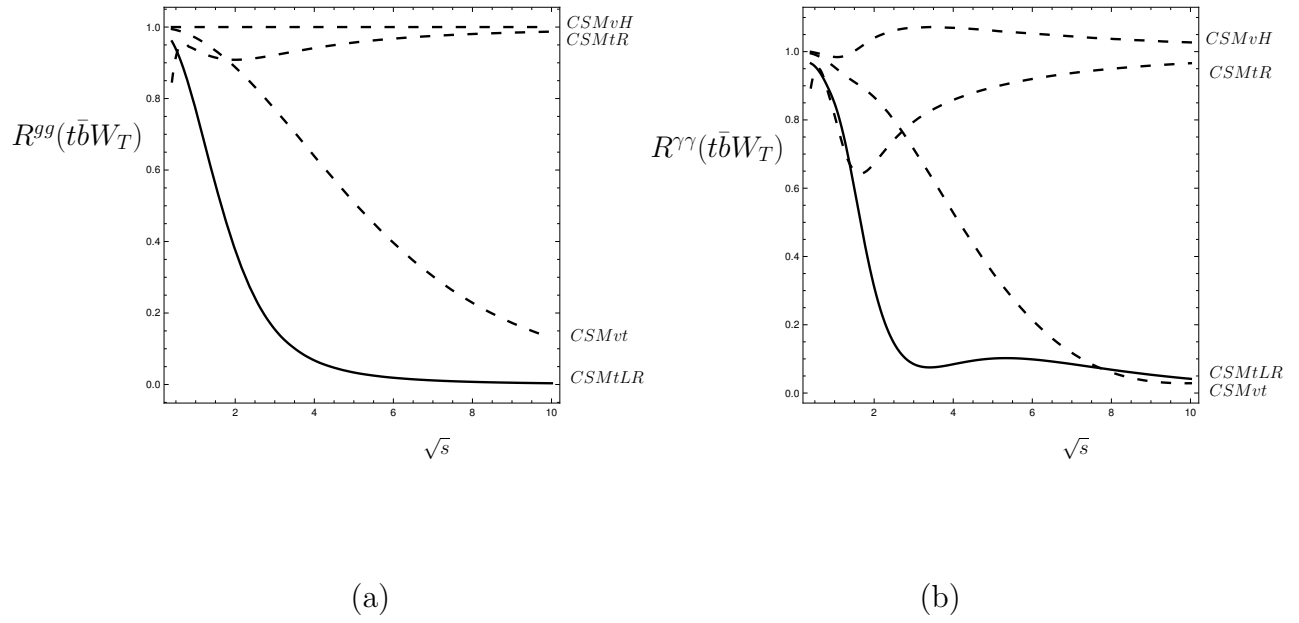 1.0
0.8
0.6
0.4
0.2
0.0
2
4
6
8
10
R^{gg}(t\bar{b}W_T)
√s
CSMvH
CSMtR
CSMvt
CSMtLR
(a)
1.0
0.8
0.6
0.4
0.2
0.0
2
4
6
8
10
R^{γγ}(t\bar{b}W_T)
√s
CSMvH
CSMtR
CSMtLR
CSMvt
(b)